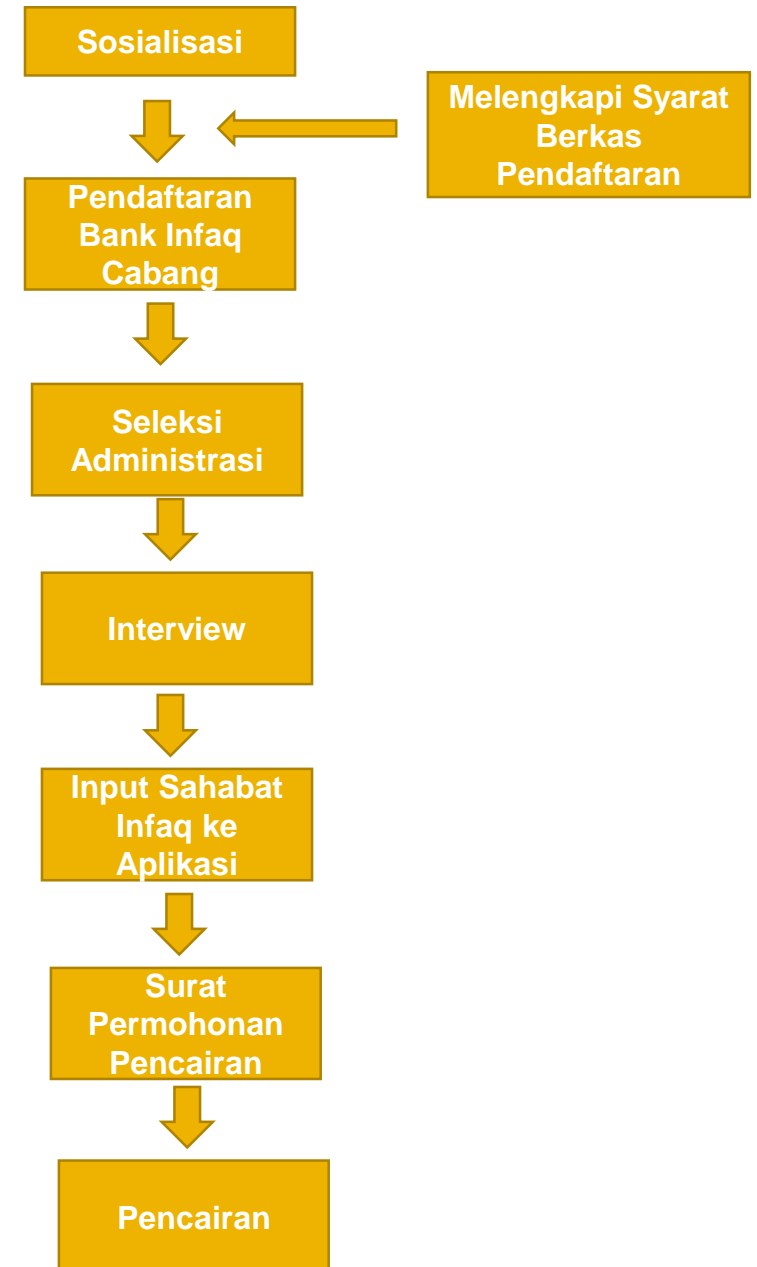 Sosialisasi
Melengkapi Syarat
Berkas
Pendaftaran
Pendaftaran
Bank Infaq
Cabang
Seleksi
Administrasi
Interview
Input Sahabat
Infaq ke
Aplikasi
Surat
Permohonan
Pencairan
Pencairan